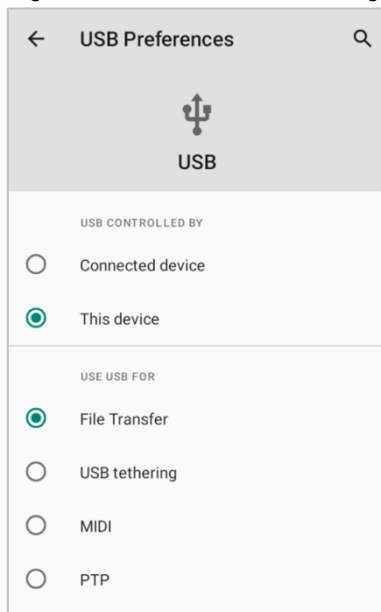 USB Preferences
USB
USB CONTROLLED BY
Connected device
This device
USE USB FOR
File Transfer
USB tethering
MIDI
PTP